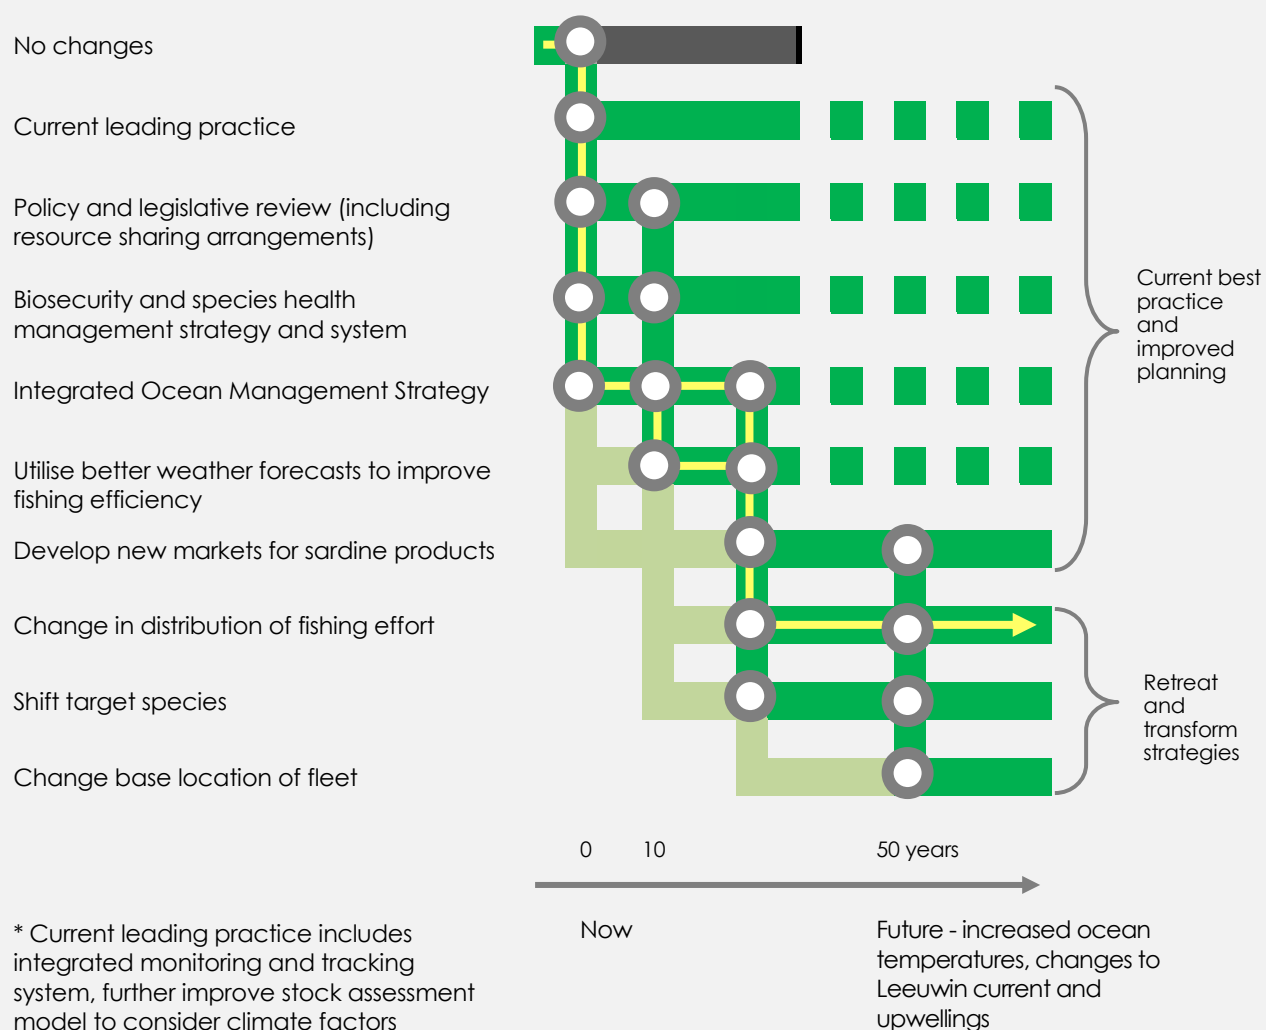 No changes
Current leading practice
Policy and legislative review (including
resource sharing arrangements)
Biosecurity and species health
management strategy and system
Integrated Ocean Management Strategy
Utilise better weather forecasts to improve
fishing efficiency
Develop new markets for sardine products
Change in distribution of fishing effort
Shift target species
Change base location of fleet
Current best
practice
and
improved
planning
Retreat
and
transform
strategies
0
10
50 years
Now
Future - increased ocean
temperatures, changes to
Leeuwin current and
upwellings
* Current leading practice includes
integrated monitoring and tracking
system, further improve stock assessment
model to consider climate factors